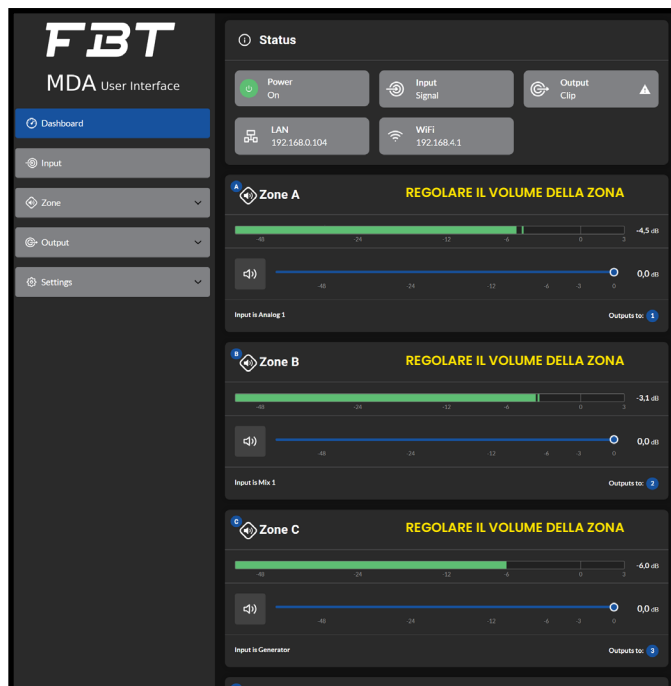 FBT
MDA User Interface
Dashboard
Input
Zone
Output
Settings
Status
Power
On
Input
Signal
Output
Clip
LAN
192.168.0.104
WiFi
192.168.4.1
A
Zone A
REGOLARE IL VOLUME DELLA ZONA
-4,5 dB
-48 -24 -12 -6 0 3
0,0 dB
-48 -24 -12 -6 -3 0
Input is Analog 1
Outputs to: 1
B
Zone B
REGOLARE IL VOLUME DELLA ZONA
-3,1 dB
-48 -24 -12 -6 0 3
0,0 dB
-48 -24 -12 -6 -3 0
Input is Mix 1
Outputs to: 2
C
Zone C
REGOLARE IL VOLUME DELLA ZONA
-6,0 dB
-48 -24 -12 -6 0 3
0,0 dB
-48 -24 -12 -6 -3 0
Input is Generator
Outputs to: 3